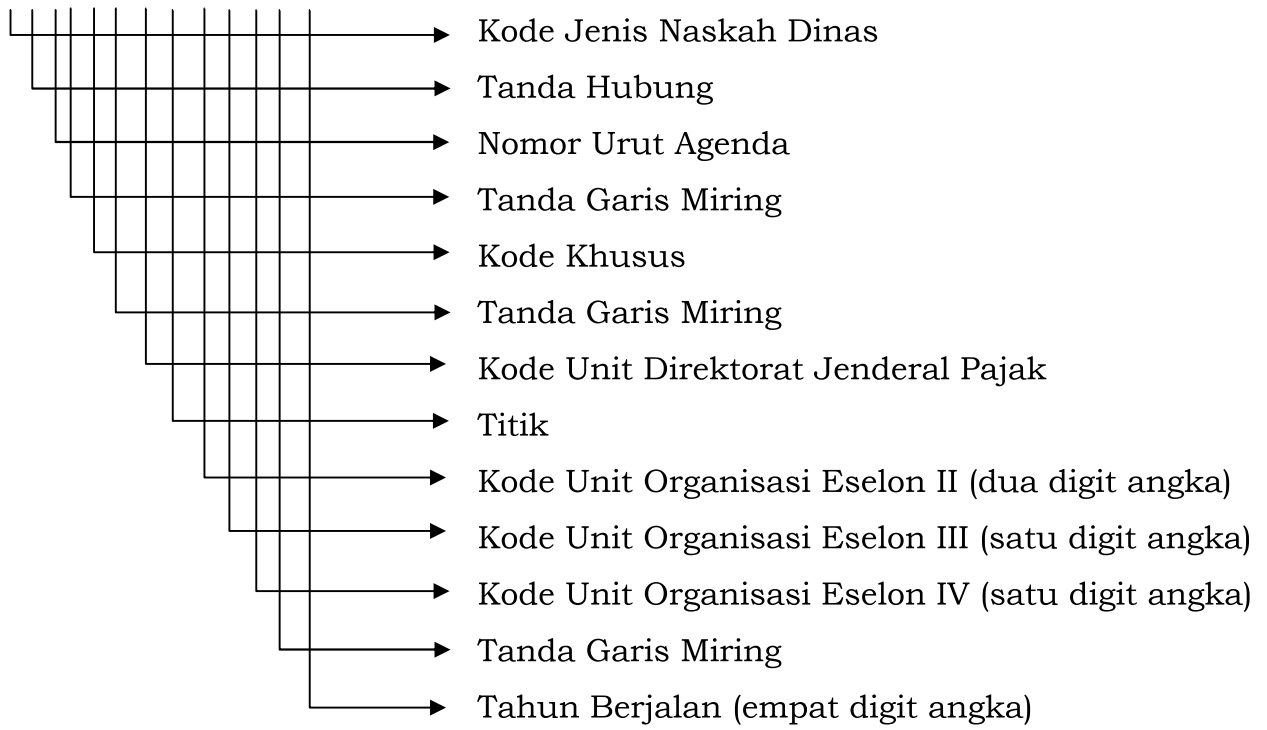 Kode Jenis Naskah Dinas
Tanda Hubung
Nomor Urut Agenda
Tanda Garis Miring
Kode Khusus
Tanda Garis Miring
Kode Unit Direktorat Jenderal Pajak
Titik
Kode Unit Organisasi Eselon II (dua digit angka)
Kode Unit Organisasi Eselon III (satu digit angka)
Kode Unit Organisasi Eselon IV (satu digit angka)
Tanda Garis Miring
Tahun Berjalan (empat digit angka)